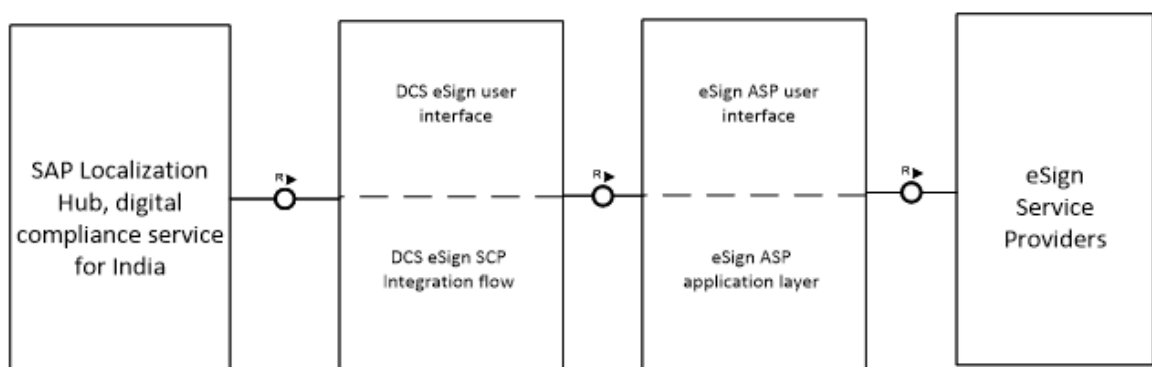 SAP Localization
Hub, digital
compliance service
for India
R
DCS eSign user
interface
DCS eSign SCP
Integration flow
R
eSign ASP user
interface
eSign ASP
application layer
R
eSign
Service
Providers